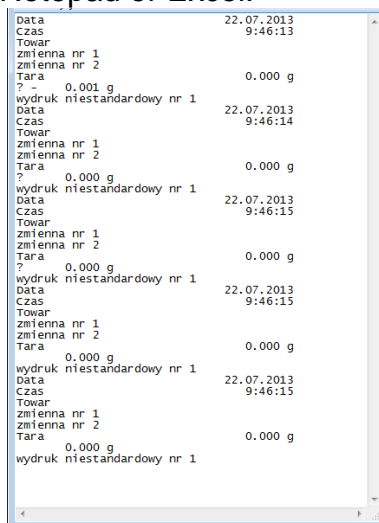 Data 22.07.2013
Czas 9:46:13
Towar
zmienna nr 1
zmienna nr 2
Tara 0.000 g
? - 0.001 g
wydruk niestandardowy nr 1
Data 22.07.2013
Czas 9:46:14
Towar
zmienna nr 1
zmienna nr 2
Tara 0.000 g
? 0.000 g
wydruk niestandardowy nr 1
Data 22.07.2013
Czas 9:46:15
Towar
zmienna nr 1
zmienna nr 2
Tara 0.000 g
? 0.000 g
wydruk niestandardowy nr 1
Data 22.07.2013
Czas 9:46:15
Towar
zmienna nr 1
zmienna nr 2
Tara 0.000 g
0.000 g
wydruk niestandardowy nr 1
Data 22.07.2013
Czas 9:46:15
Towar
zmienna nr 1
zmienna nr 2
Tara 0.000 g
0.000 g
wydruk niestandardowy nr 1